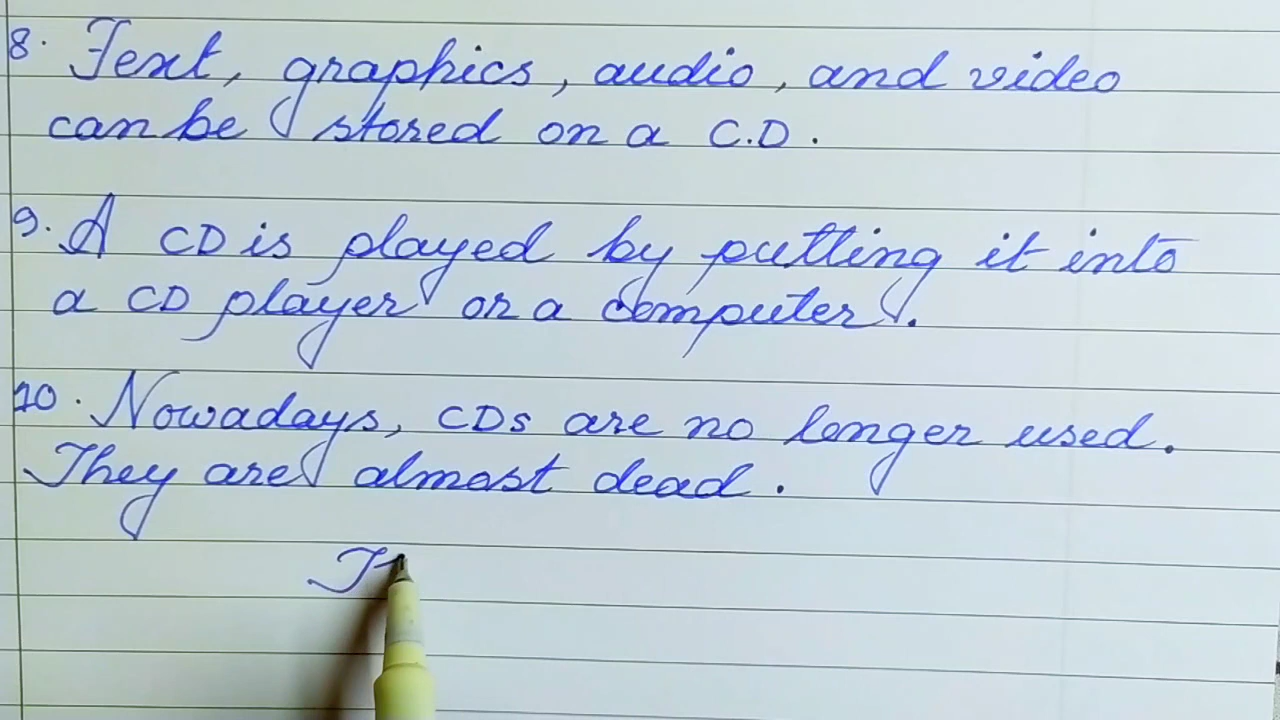 8. Text, graphics, audio, and video
can be stored on a C.D.
9. A CD is played by putting it into
a CD player or a computer.
10. Nowadays, CDs are no longer used.
They are almost dead.